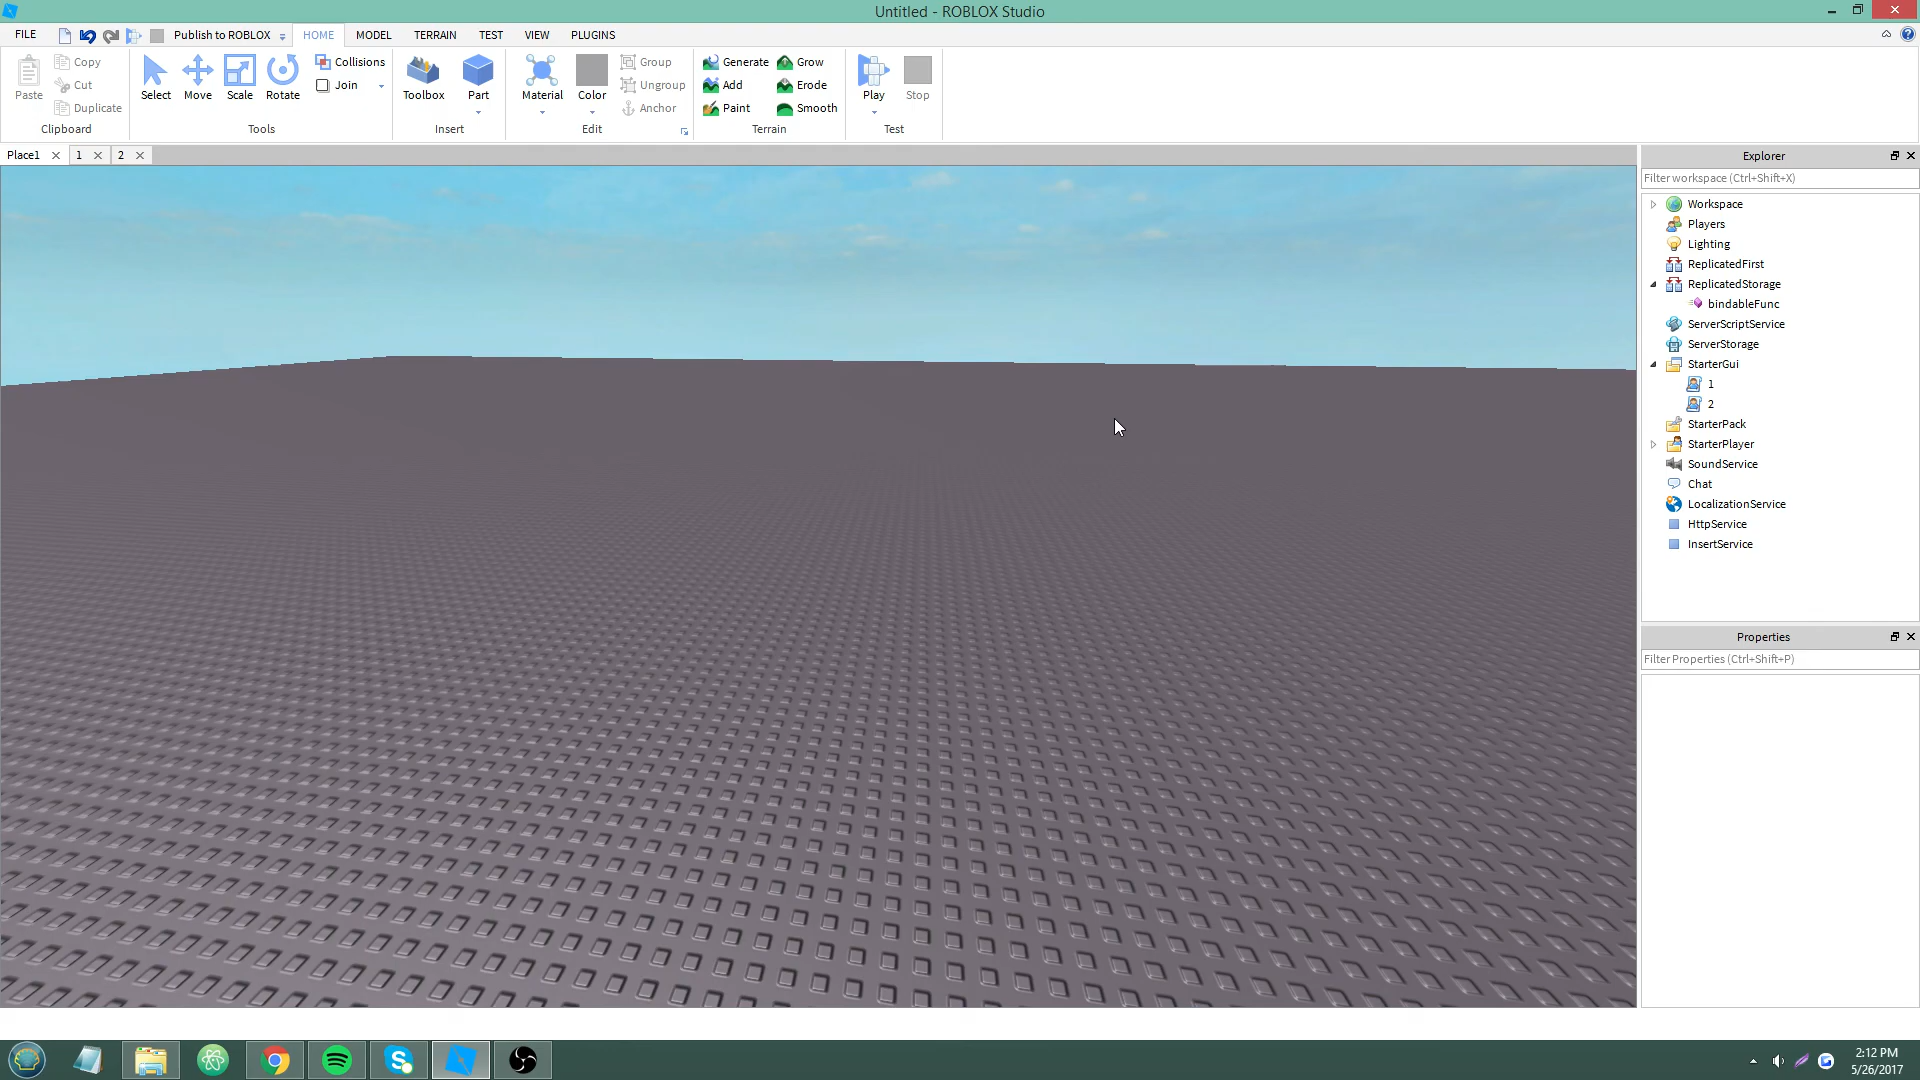 Untitled - ROBLOX Studio
FILE Publish to ROBLOX HOME MODEL TERRAIN TEST VIEW PLUGINS
Paste Copy Cut Duplicate
Clipboard
Select Move Scale Rotate Collisions Join
Tools
Toolbox Part
Insert
Material Color Group Ungroup Anchor
Edit
Generate Grow
Add Erode
Paint Smooth
Terrain
Play Stop
Test
Place1 1 2
Explorer
Filter workspace (Ctrl+Shift+X)
Workspace
Players
Lighting
ReplicatedFirst
ReplicatedStorage
bindableFunc
ServerScriptService
ServerStorage
StarterGui
1
2
StarterPack
StarterPlayer
SoundService
Chat
LocalizationService
HttpService
InsertService
Properties
Filter Properties (Ctrl+Shift+P)
2:12 PM
5/26/2017